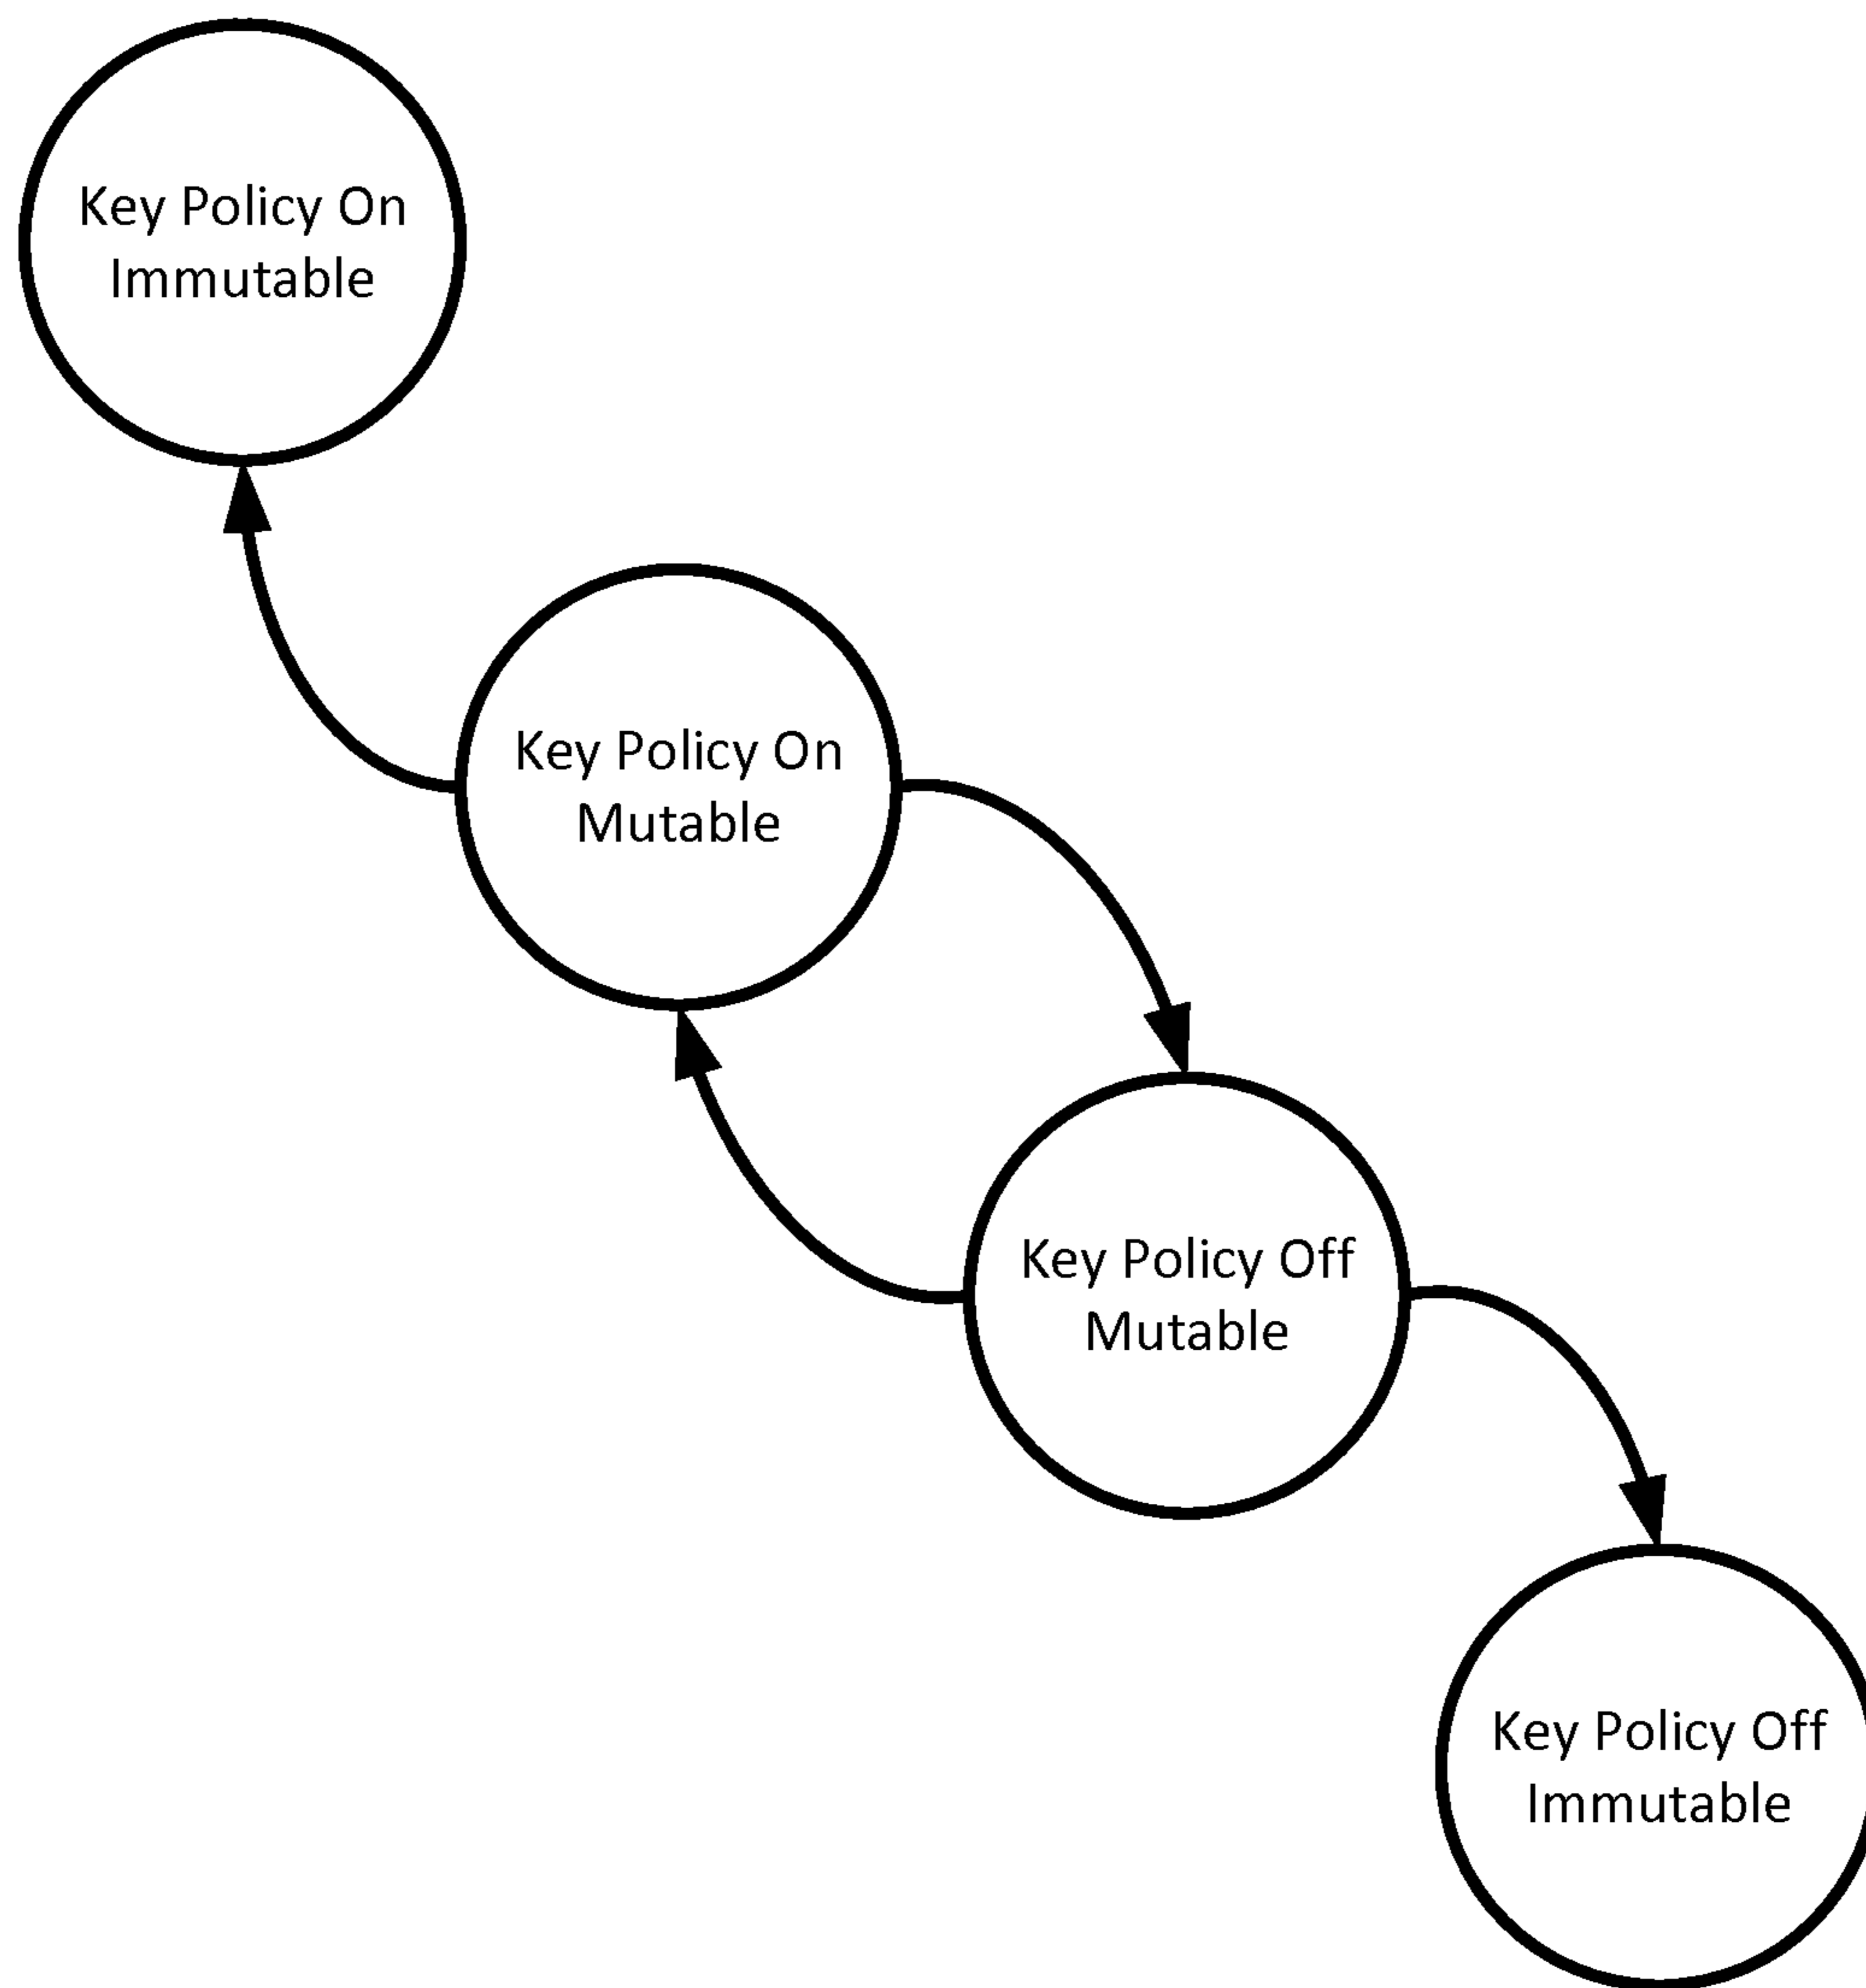 Key Policy On
Immutable
Key Policy On
Mutable
Key Policy Off
Mutable
Key Policy Off
Immutable